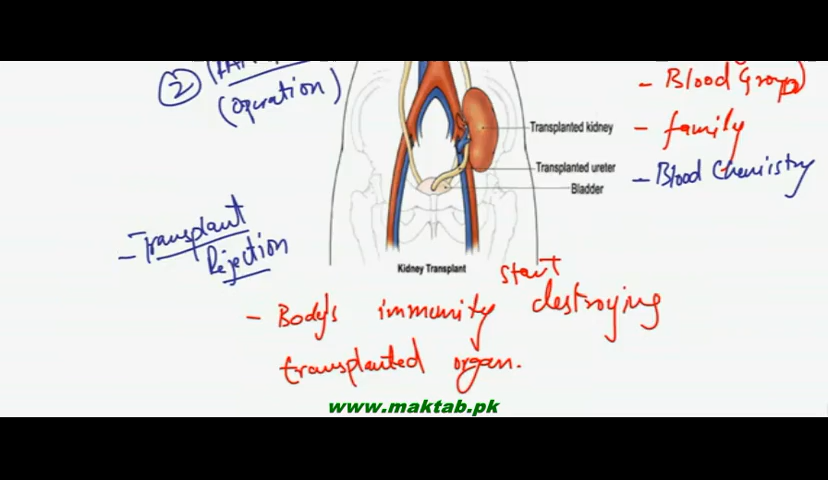 ②
(operation)
- Blood Group
- family
- Blood Chemistry
Transplanted kidney
Transplanted ureter
Bladder
Kidney Transplant
- Transplant
Rejection
- Body's immunity start destroying
transplanted organ.
www.maktab.pk